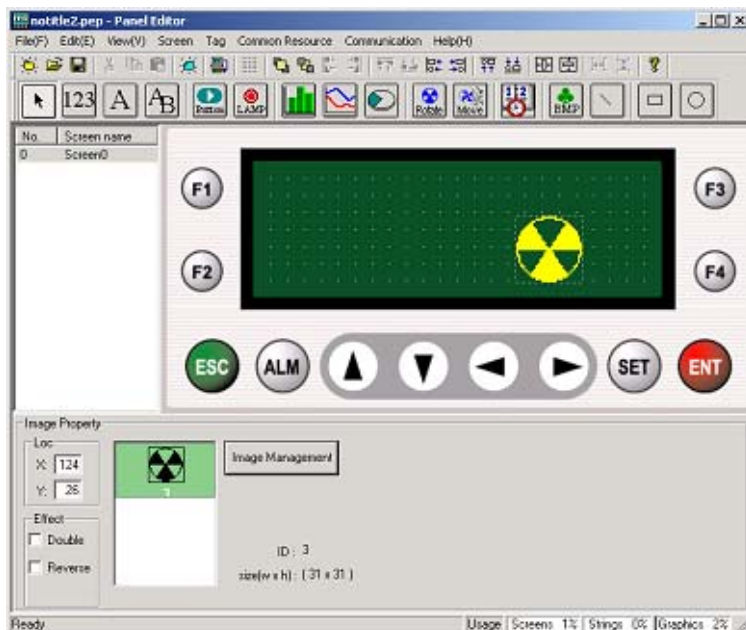 notitle2.pep - Panel Editor
File(F) Edit(E) View(V) Screen Tag Common Resource Communication Help(H)
123 A AB Button LAMP Rotate Move BMP
No. Screen name
0 Screen0
F1
F3
F2
F4
ESC ALM SET ENT
Image Property
Loc
X: 124
Y: 26
3
Image Management
Effect
Double
Reverse
ID : 3
size(w x h) : ( 31 x 31 )
Ready
Usage Screens 1% Strings 0% Graphics 2%